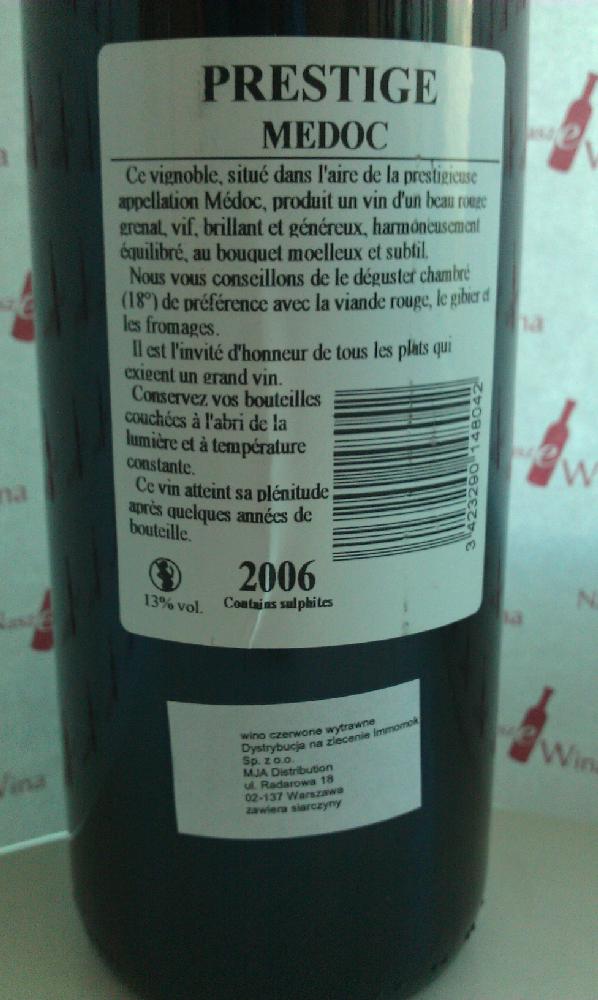 PRESTIGE
MEDOC
Ce vignoble, situé dans l'aire de la prestigieuse
appellation Médoc, produit un vin d'un beau rouge
grenat, vif, brillant et généreux, harmóneusement
équilibré, au bouquet moelleux et subtil.
Nous vous conseillons de le déguster chambré
(18°) de préférence avec la viande rouge, le gibier et
les fromages.
Il est l'invité d'honneur de tous les plats qui
exigent un grand vin.
Conservez vos bouteilles
couchées à l'abri de la
lumière et à température
constante.
Ce vin atteint sa plénitude
après quelques années de
bouteille.
3 423290 148042
2006
13% vol.
Contains sulphites
wino czerwone wytrawne
Dystrybucja na zlecenie Immomok
Sp. z o.o.
MJA Distribution
ul. Radarowa 18
02-137 Warszawa
zawiera siarczyny
eWina